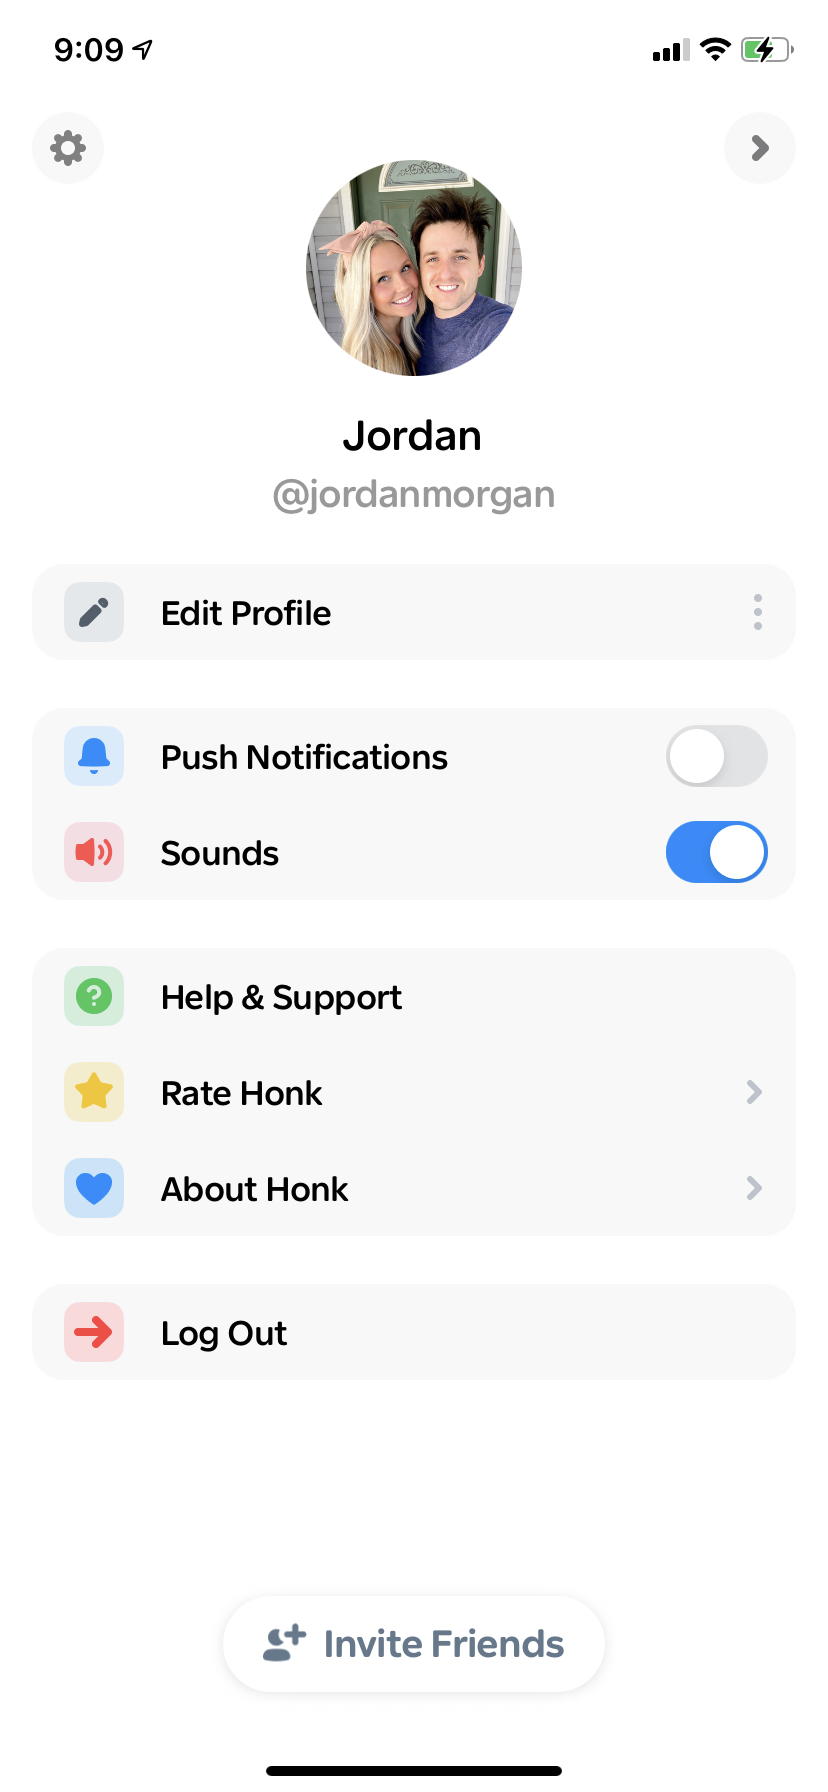 9:09
Jordan
@jordanmorgan
Edit Profile
Push Notifications
Sounds
Help & Support
Rate Honk
About Honk
Log Out
Invite Friends